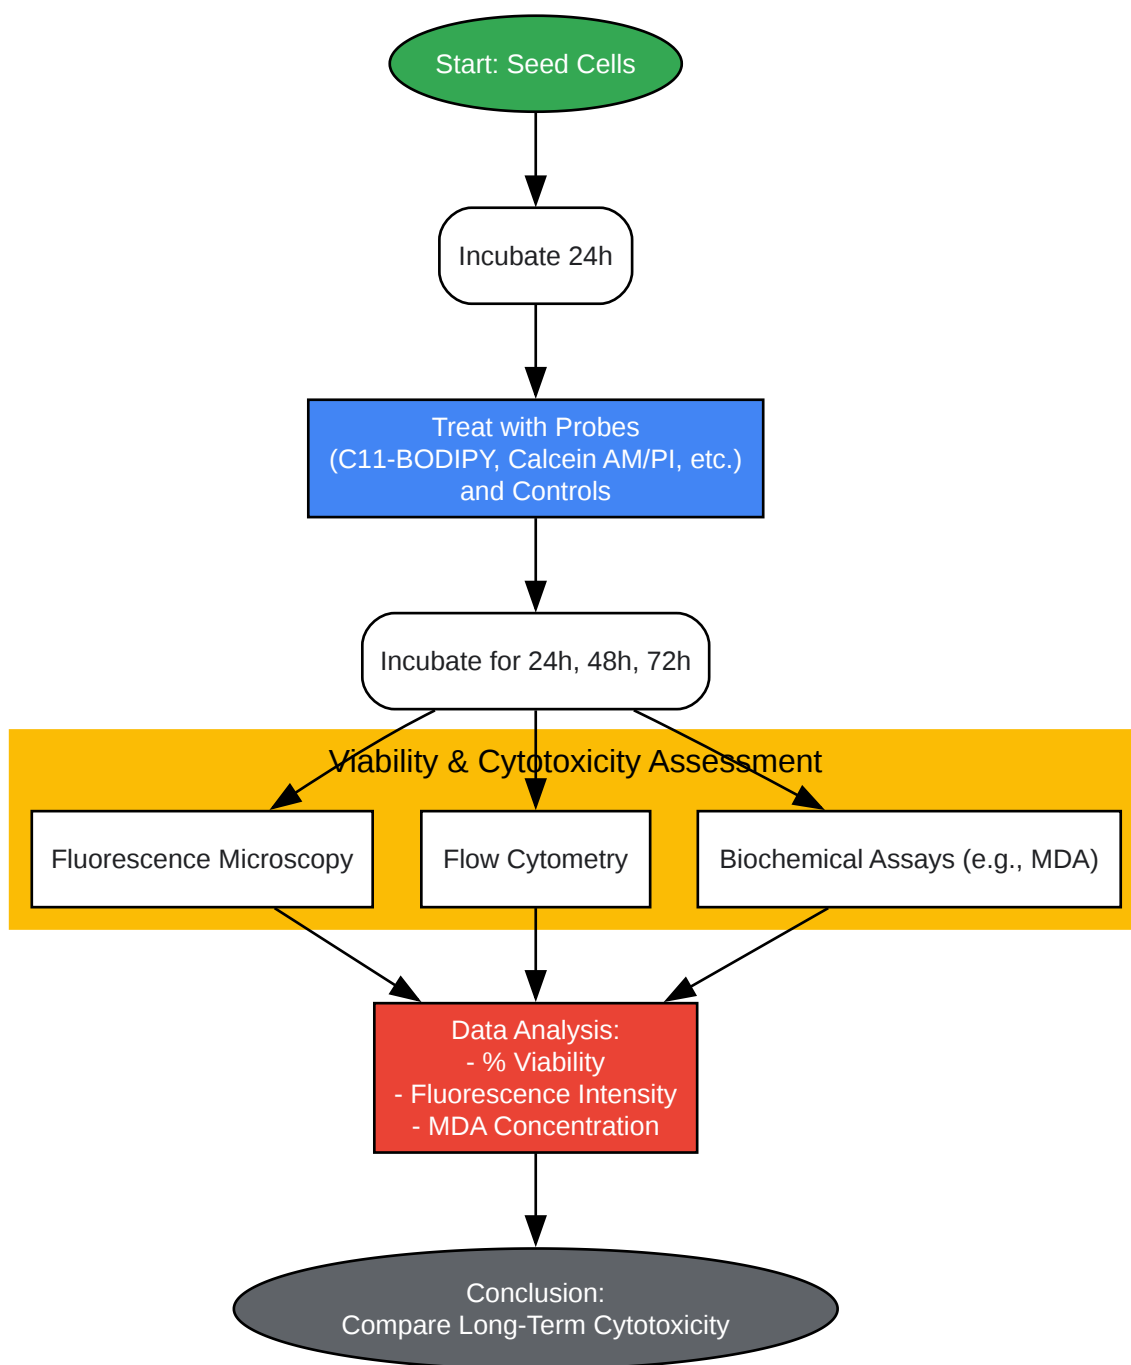 Start: Seed Cells
Incubate 24h
Treat with Probes
(C11-BODIPY, Calcein AM/PI, etc.)
and Controls
Incubate for 24h, 48h, 72h
Viability & Cytotoxicity Assessment
Fluorescence Microscopy
Flow Cytometry
Biochemical Assays (e.g., MDA)
Data Analysis:
- % Viability
- Fluorescence Intensity
- MDA Concentration
Conclusion:
Compare Long-Term Cytotoxicity